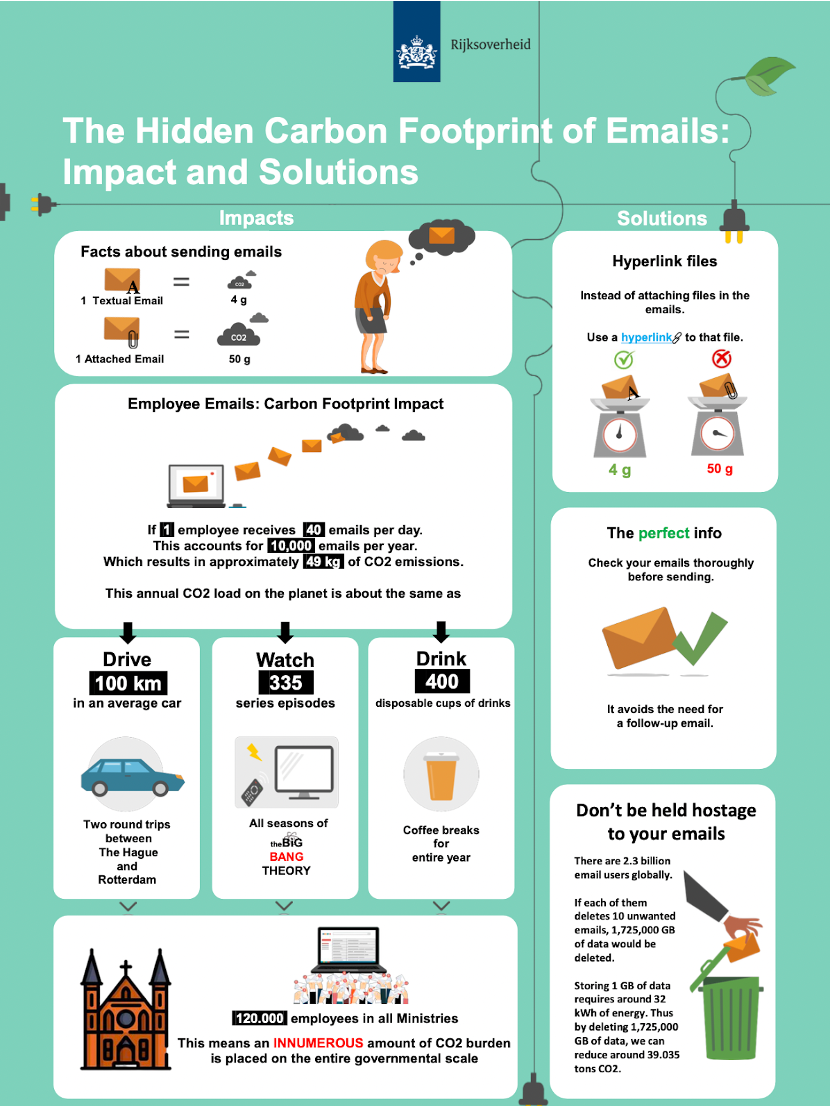 Rijksoverheid
The Hidden Carbon Footprint of Emails:
Impact and Solutions
Impacts
Facts about sending emails
A
=
CO2
1 Textual Email
4 g
=
CO2
1 Attached Email
50 g
Employee Emails: Carbon Footprint Impact
If 1 employee receives 40 emails per day.
This accounts for 10,000 emails per year.
Which results in approximately 49 kg of CO2 emissions.
This annual CO2 load on the planet is about the same as
Drive
100 km
in an average car
Two round trips
between
The Hague
and
Rotterdam
Watch
335
series episodes
All seasons of
theBiG
BANG
THEORY
Drink
400
disposable cups of drinks
Coffee breaks
for
entire year
120.000 employees in all Ministries
This means an INNUMEROUS amount of CO2 burden
is placed on the entire governmental scale
Solutions
Hyperlink files
Instead of attaching files in the
emails.
Use a hyperlink to that file.
A
4 g
50 g
The perfect info
Check your emails thoroughly
before sending.
It avoids the need for
a follow-up email.
Don't be held hostage
to your emails
There are 2.3 billion
email users globally.
If each of them
deletes 10 unwanted
emails, 1,725,000 GB
of data would be
deleted.
Storing 1 GB of data
requires around 32
kWh of energy. Thus
by deleting 1,725,000
GB of data, we can
reduce around 39.035
tons CO2.